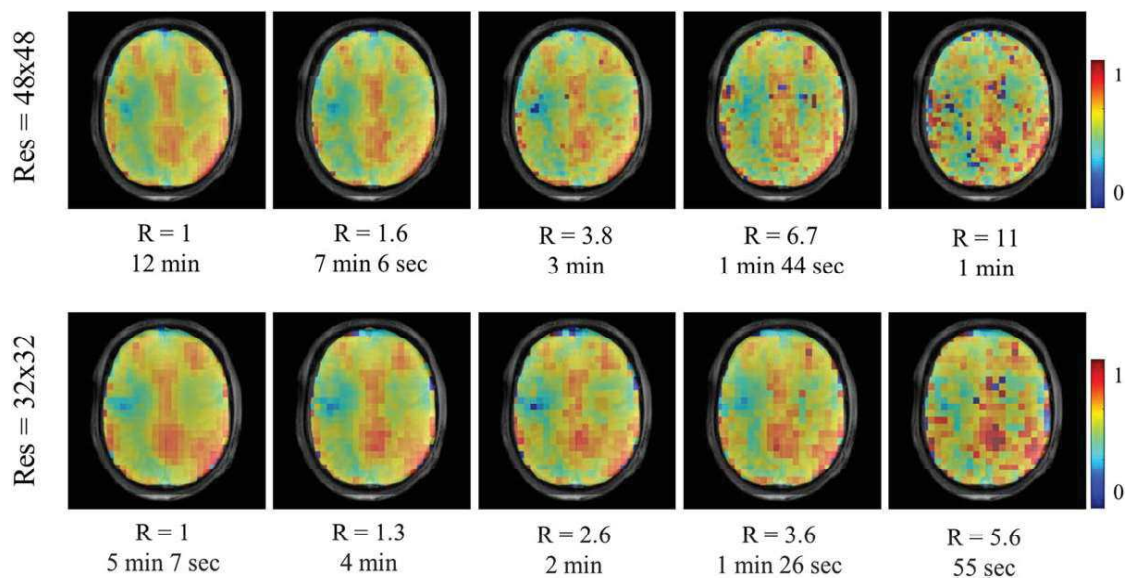 Res = 48x48
1
0
R = 1
12 min
R = 1.6
7 min 6 sec
R = 3.8
3 min
R = 6.7
1 min 44 sec
R = 11
1 min
Res = 32x32
1
0
R = 1
5 min 7 sec
R = 1.3
4 min
R = 2.6
2 min
R = 3.6
1 min 26 sec
R = 5.6
55 sec